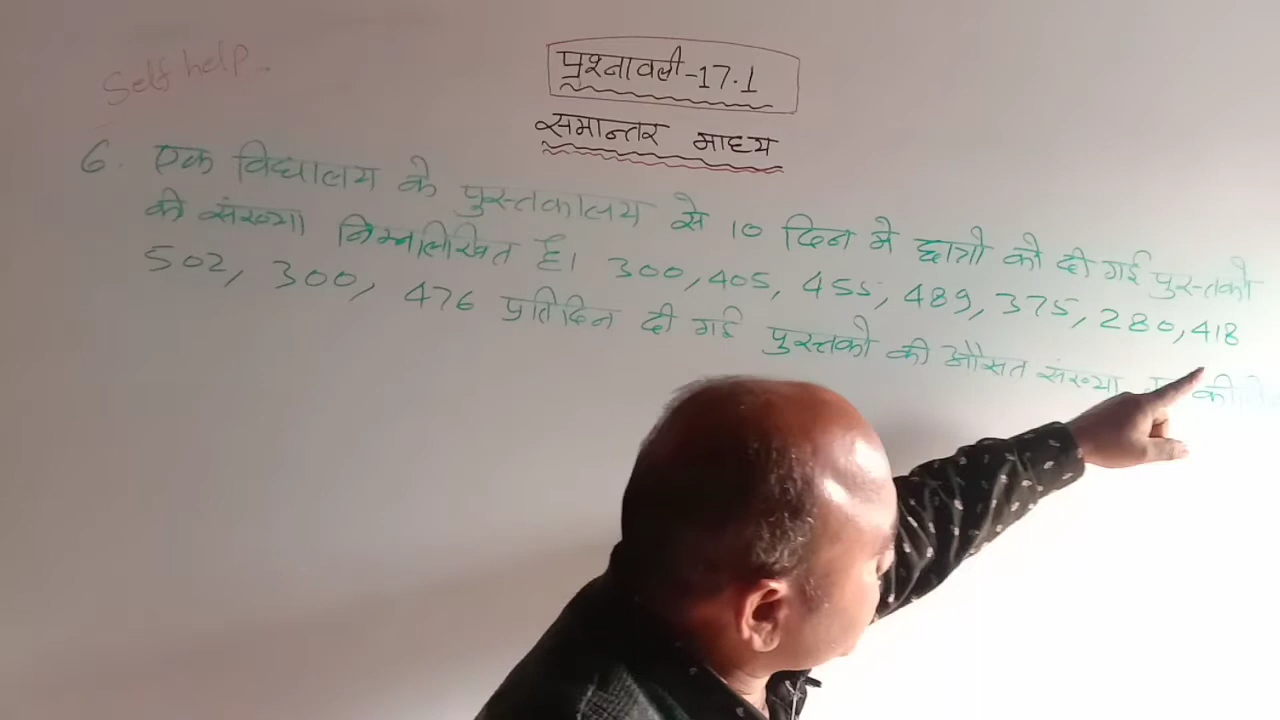 Self help.
प्रश्नावली-17.1
समान्तर माध्य
6. एक विद्यालय के पुस्तकालय से 10 दिन मे छात्रो को दी गई पुस्तको
की संख्या निम्नलिखित है। 300, 405, 455, 489, 375, 280, 418
502, 300, 476 प्रतिदिन दी गई पुस्तको की औसत संख्या की